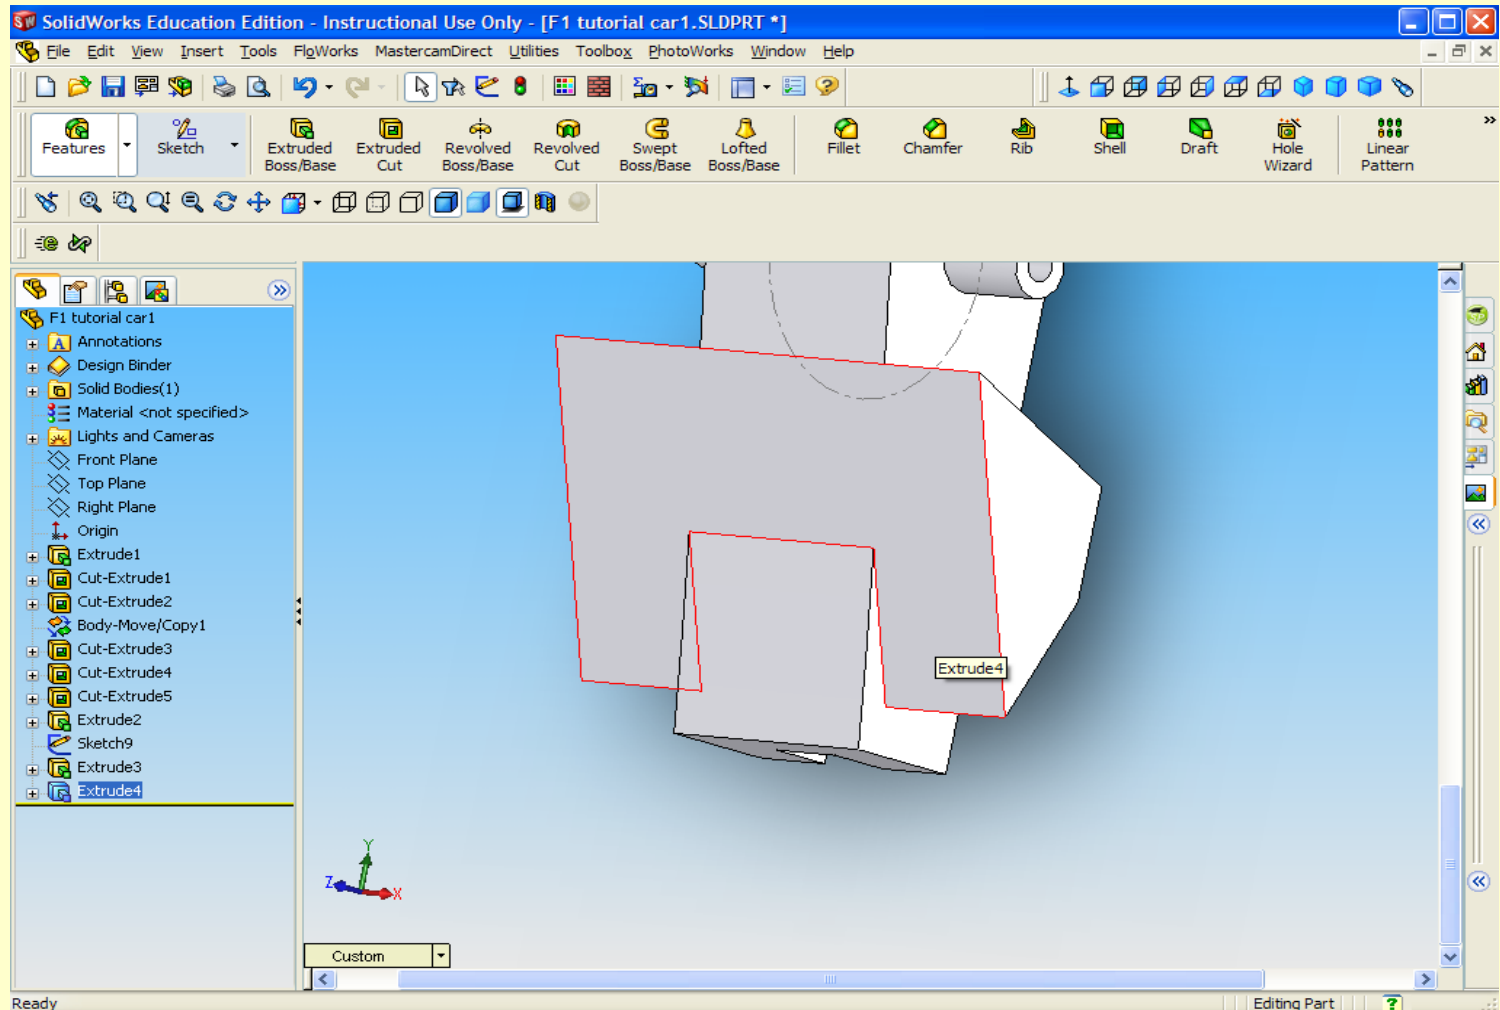 SolidWorks Education Edition - Instructional Use Only - [F1 tutorial car1.SLDPRT *]
File Edit View Insert Tools FloWorks MastercamDirect Utilities Toolbox PhotoWorks Window Help
Features Sketch Extruded Boss/Base Extruded Cut Revolved Boss/Base Revolved Cut Swept Boss/Base Lofted Boss/Base Fillet Chamfer Rib Shell Draft Hole Wizard Linear Pattern
F1 tutorial car1
Annotations
Design Binder
Solid Bodies(1)
Material <not specified>
Lights and Cameras
Front Plane
Top Plane
Right Plane
Origin
Extrude1
Cut-Extrude1
Cut-Extrude2
Body-Move/Copy1
Cut-Extrude3
Cut-Extrude4
Cut-Extrude5
Extrude2
Sketch9
Extrude3
Extrude4
Extrude4
Y
Z
X
Custom
Ready
Editing Part